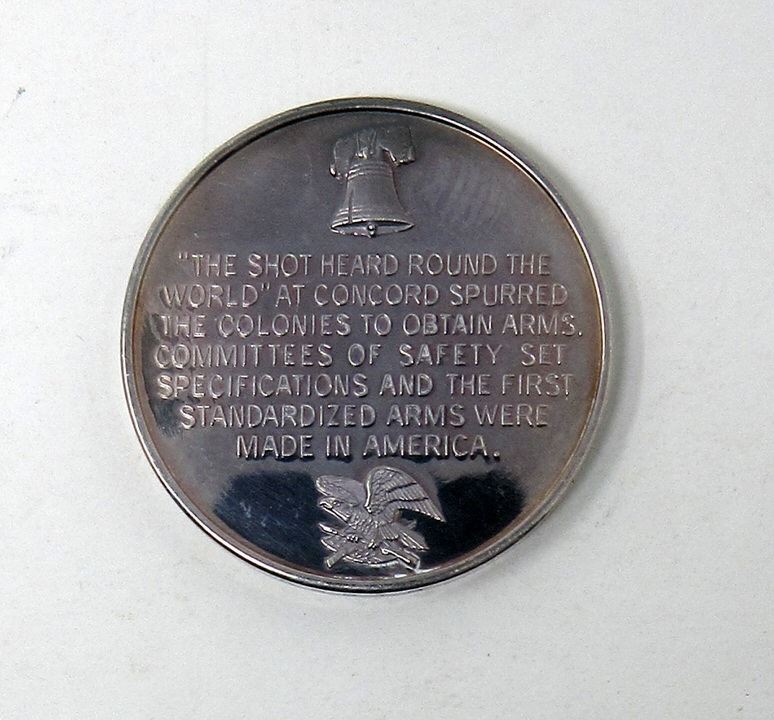 "THE SHOT HEARD ROUND THE
WORLD" AT CONCORD SPURRED
THE COLONIES TO OBTAIN ARMS.
COMMITTEES OF SAFETY SET
SPECIFICATIONS AND THE FIRST
STANDARDIZED ARMS WERE
MADE IN AMERICA.